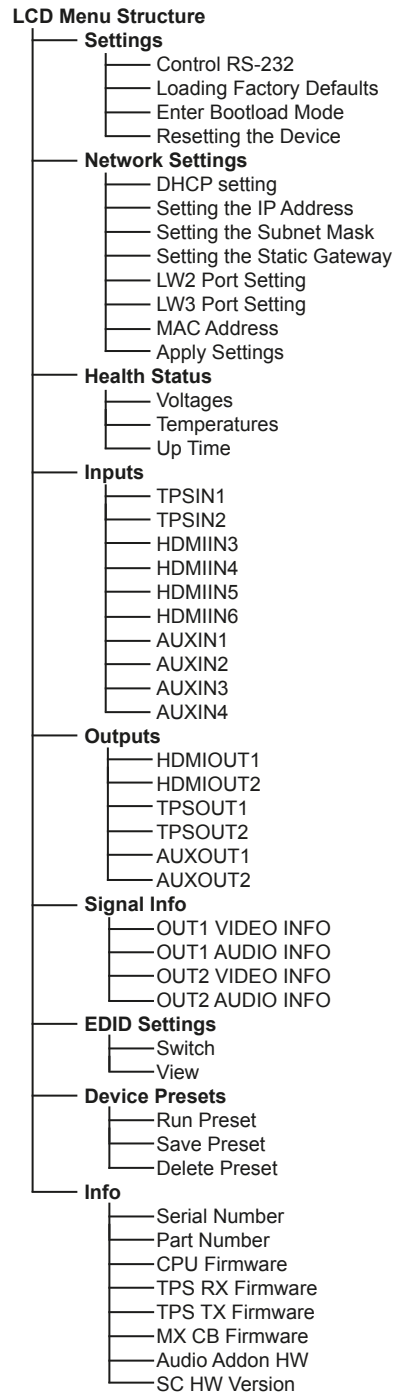 LCD Menu Structure
Settings
Control RS-232
Loading Factory Defaults
Enter Bootload Mode
Resetting the Device
Network Settings
DHCP setting
Setting the IP Address
Setting the Subnet Mask
Setting the Static Gateway
LW2 Port Setting
LW3 Port Setting
MAC Address
Apply Settings
Health Status
Voltages
Temperatures
Up Time
Inputs
TPSIN1
TPSIN2
HDMIIN3
HDMIIN4
HDMIIN5
HDMIIN6
AUXIN1
AUXIN2
AUXIN3
AUXIN4
Outputs
HDMIOUT1
HDMIOUT2
TPSOUT1
TPSOUT2
AUXOUT1
AUXOUT2
Signal Info
OUT1 VIDEO INFO
OUT1 AUDIO INFO
OUT2 VIDEO INFO
OUT2 AUDIO INFO
EDID Settings
Switch
View
Device Presets
Run Preset
Save Preset
Delete Preset
Info
Serial Number
Part Number
CPU Firmware
TPS RX Firmware
TPS TX Firmware
MX CB Firmware
Audio Addon HW
SC HW Version